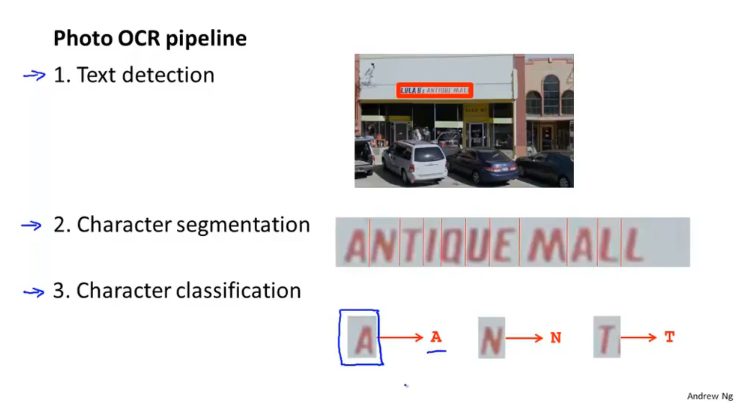 Photo OCR pipeline
1. Text detection
LULA B's ANTIQUE MALL
2. Character segmentation
ANTIQUE MALL
3. Character classification
A A N N T T
Andrew Ng